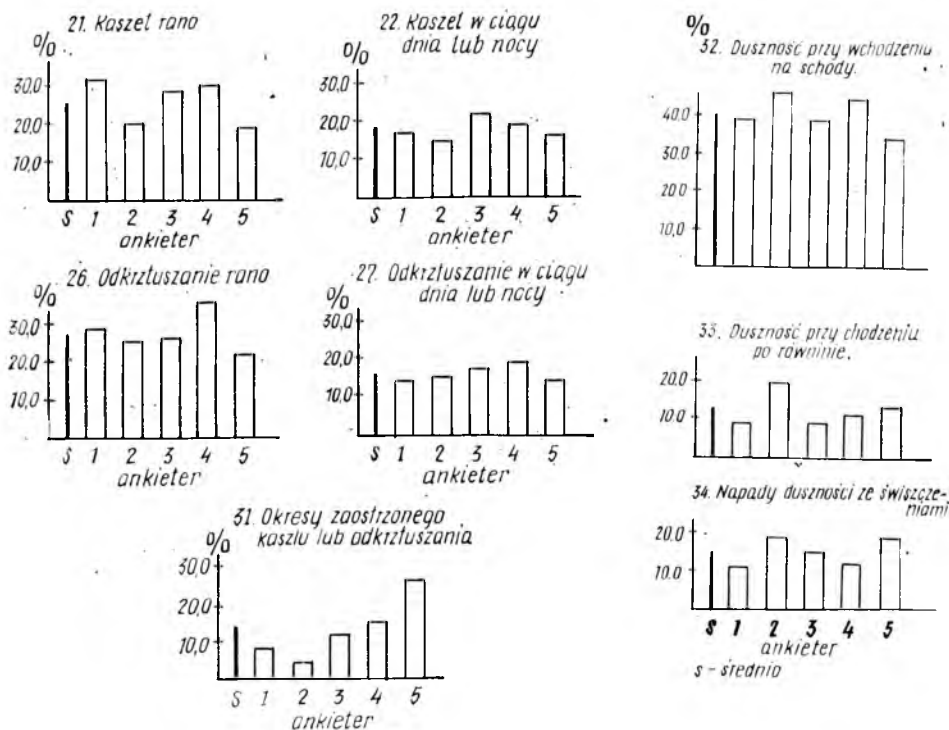 21. Kaszel rano
%
30,0
20,0
10,0
S 1 2 3 4 5
ankieter
22. Kaszel w ciągu
dnia lub nocy
%
30,0
20,0
10,0
S 1 2 3 4 5
ankieter
%
32. Duszność przy wchodzeniu
na schody.
40.0
30.0
20.0
10.0
26. Odkrztuszanie rano
%
30,0
20,0
10,0
S 1 2 3 4 5
ankieter
27. Odkrztuszanie w ciągu
dnia lub nocy
%
30,0
20,0
10,0
S 1 2 3 4 5
ankieter
33. Duszność przy chodzeniu
po równinie.
20.0
10.0
31. Okresy zaostrzonego
kaszlu lub odkrztuszania
%
30,0
20,0
10,0
S 1 2 3 4 5
ankieter
34. Napady duszności ze świszcze-
niami
20.0
10.0
S 1 2 3 4 5
ankieter
s - średnio